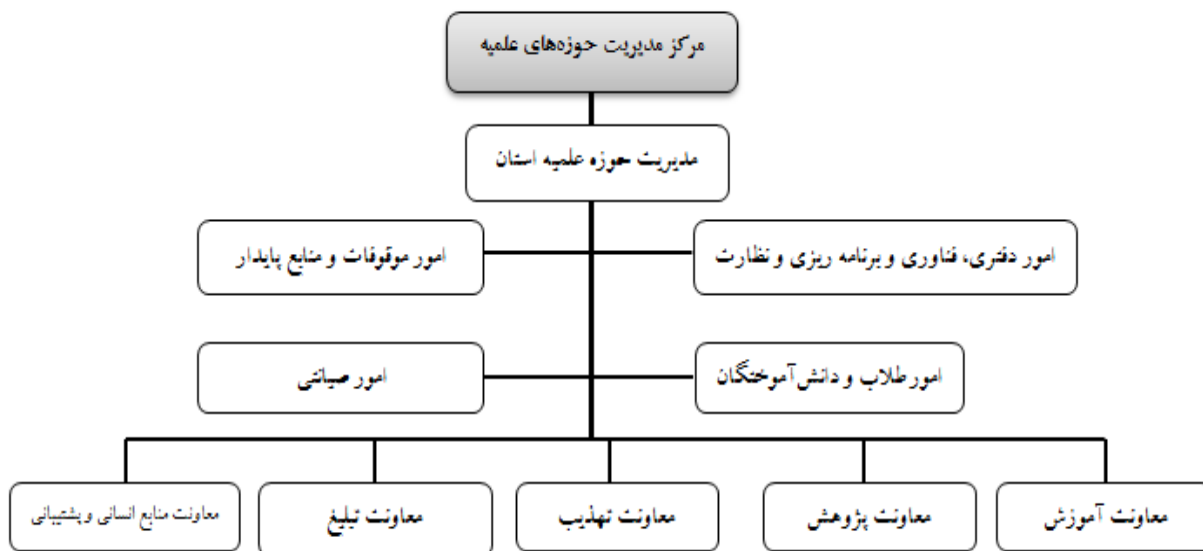 مرکز مدیریت حوزه‌های علمیه
مدیریت حوزه علمیه استان
امور دفتری، فناوری و برنامه ریزی و نظارت
امور موقوفات و منابع پایدار
امور طلاب و دانش‌آموختگان
امور صیانتی
معاونت آموزش
معاونت پژوهش
معاونت تهذیب
معاونت تبلیغ
معاونت منابع انسانی و پشتیبانی